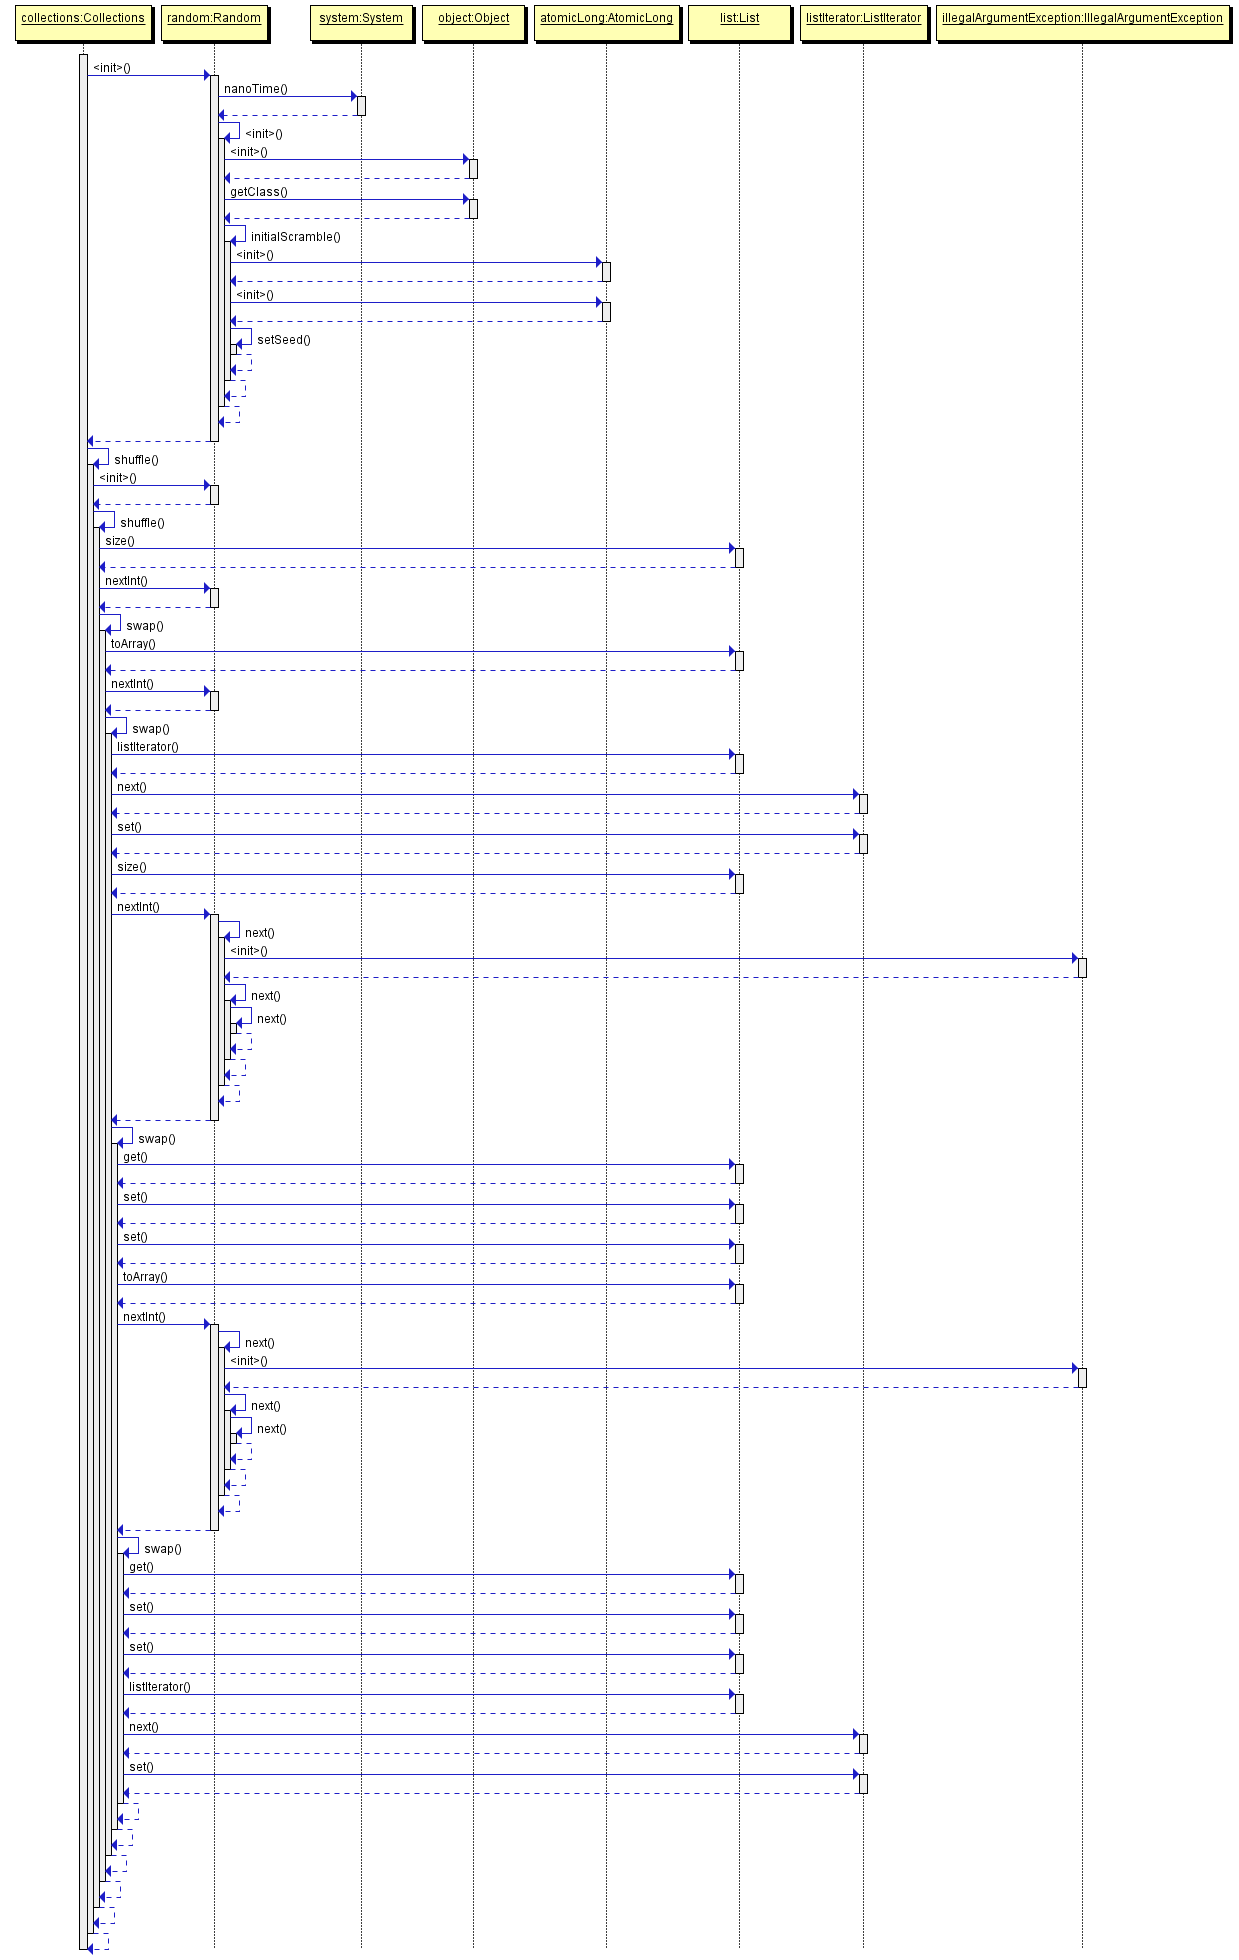 collections:Collections
random:Random
system:System
object:Object
atomicLong:AtomicLong
list:List
listIterator:ListIterator
illegalArgumentException:IllegalArgumentException
<init>()
nanoTime()
<init>()
<init>()
getClass()
initialScramble()
<init>()
<init>()
setSeed()
shuffle()
<init>()
shuffle()
size()
nextInt()
swap()
toArray()
nextInt()
swap()
listIterator()
next()
set()
size()
nextInt()
next()
<init>()
next()
next()
swap()
get()
set()
set()
toArray()
nextInt()
next()
<init>()
next()
next()
swap()
get()
set()
set()
listIterator()
next()
set()